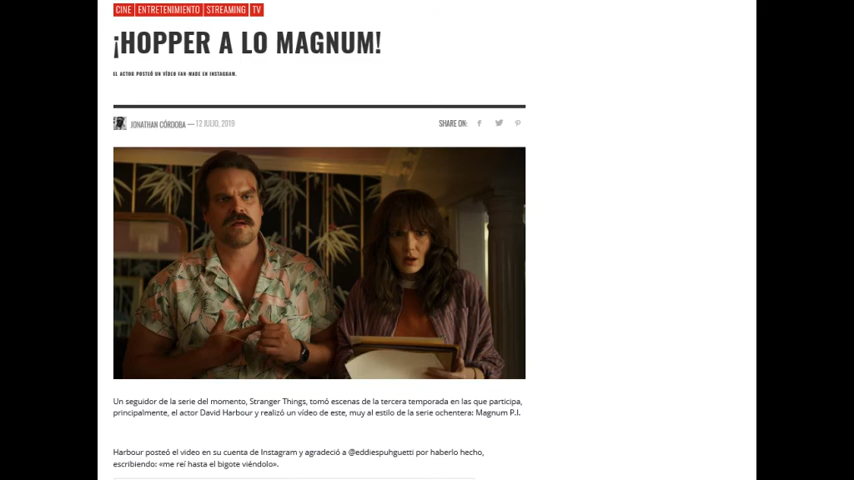 CINE ENTRETENIMIENTO STREAMING TV
¡HOPPER A LO MAGNUM!
EL ACTOR POSTEÓ UN VÍDEO FAN MADE EN INSTAGRAM.
JONATHAN CÓRDOBA — 12 JULIO, 2019 SHARE ON:
Un seguidor de la serie del momento, Stranger Things, tomó escenas de la tercera temporada en las que participa,
principalmente, el actor David Harbour y realizó un vídeo de este, muy al estilo de la serie ochentera: Magnum P.I.
Harbour posteó el video en su cuenta de Instagram y agradeció a @eddiespuhguetti por haberlo hecho,
escribiendo: «me reí hasta el bigote viéndolo».